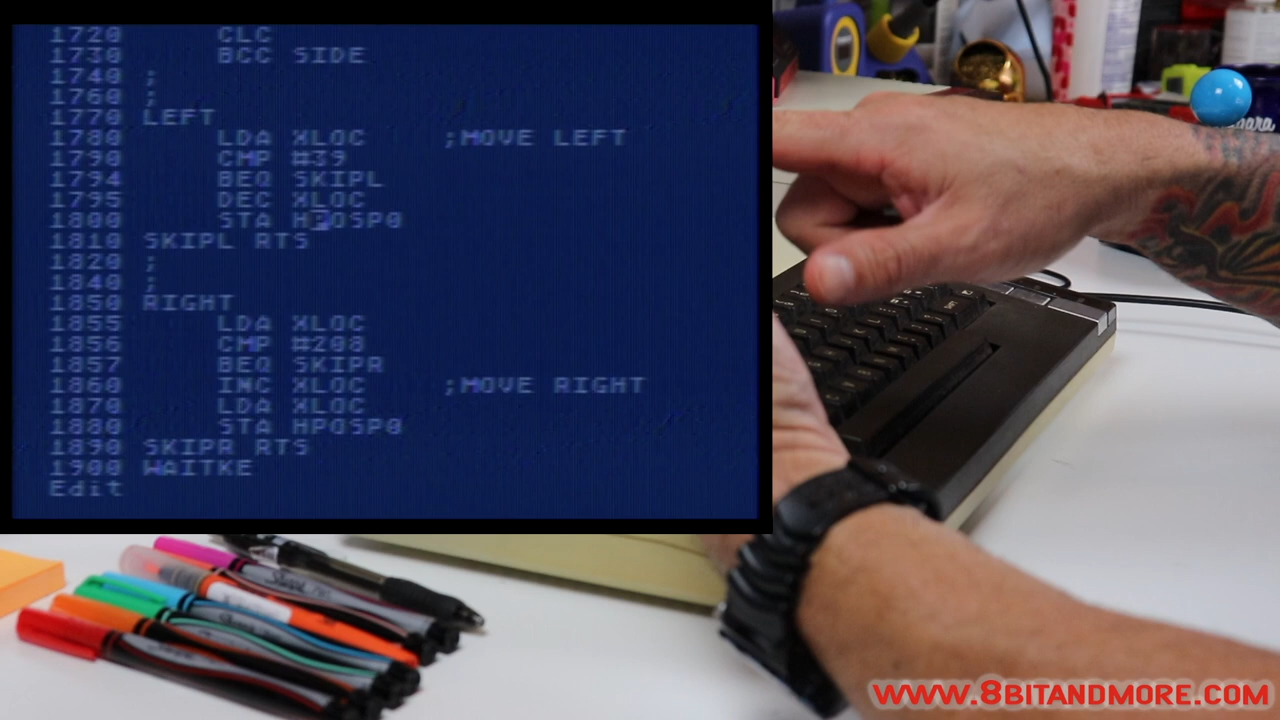 1720 CLC
1730 BCC SIDE
1740 ;
1760 ;
1770 LEFT
1780 LDA XLOC ;MOVE LEFT
1790 CMP #39
1794 BEQ SKIPL
1795 DEC XLOC
1800 STA HPOSP0
1810 SKIPL RTS
1820 ;
1840 ;
1850 RIGHT
1855 LDA XLOC
1856 CMP #208
1857 BEQ SKIPR
1860 INC XLOC ;MOVE RIGHT
1870 LDA XLOC
1880 STA HPOSP0
1890 SKIPR RTS
1900 WAITKE
Edit
www.8BITANDMORE.COM